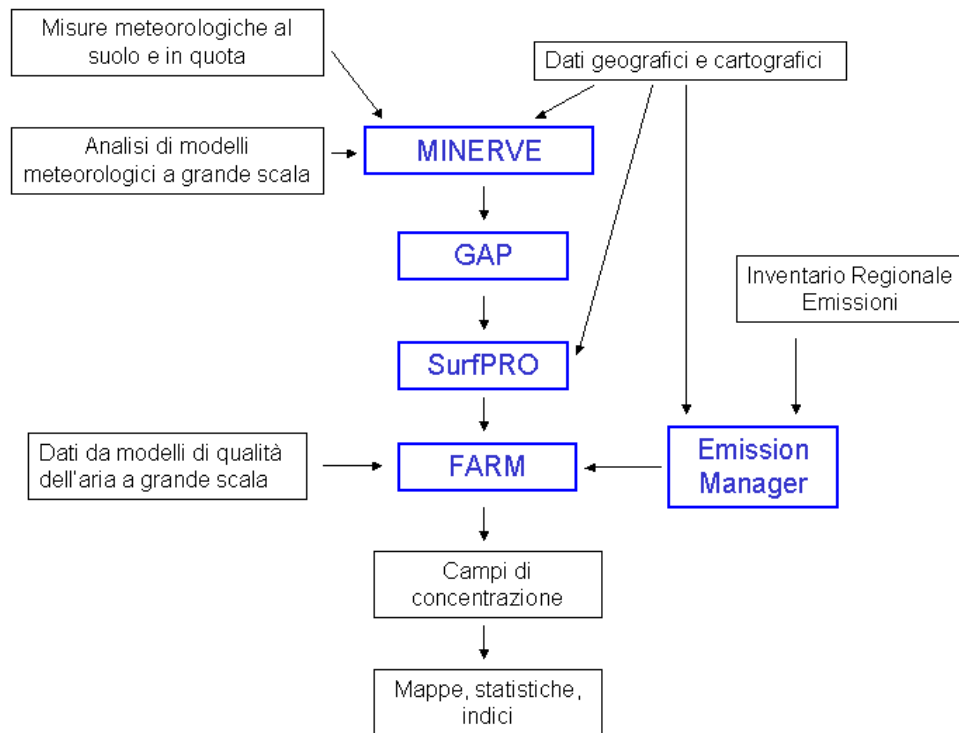 Misure meteorologiche al
suolo e in quota
Dati geografici e cartografici
Analisi di modelli
meteorologici a grande scala
MINERVE
GAP
Inventario Regionale
Emissioni
SurfPRO
Dati da modelli di qualità
dell'aria a grande scala
FARM
Emission
Manager
Campi di
concentrazione
Mappe, statistiche,
indici